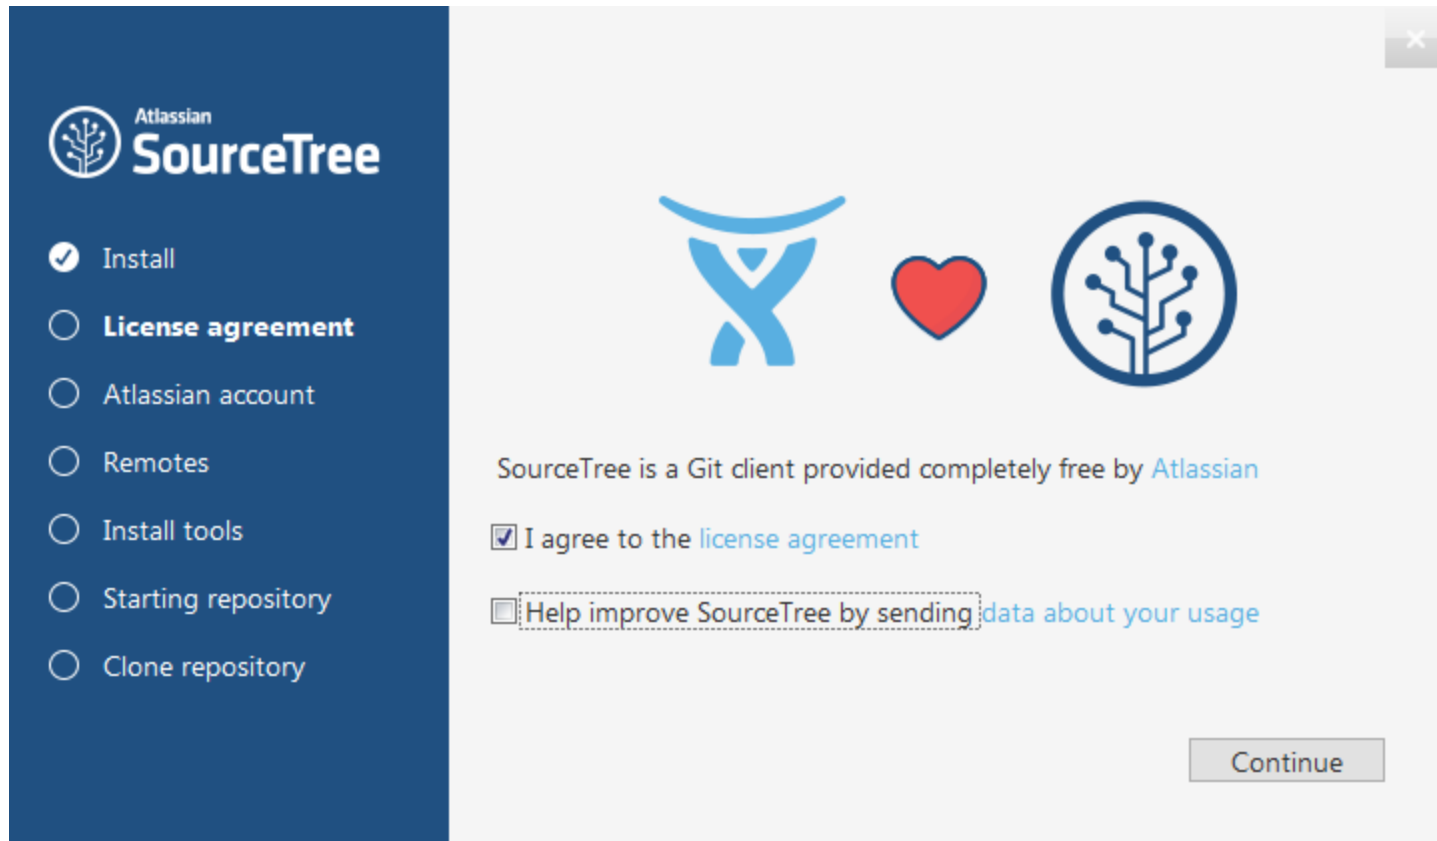 Atlassian
SourceTree
Install
License agreement
Atlassian account
Remotes
Install tools
Starting repository
Clone repository
SourceTree is a Git client provided completely free by Atlassian
I agree to the license agreement
Help improve SourceTree by sending data about your usage
Continue